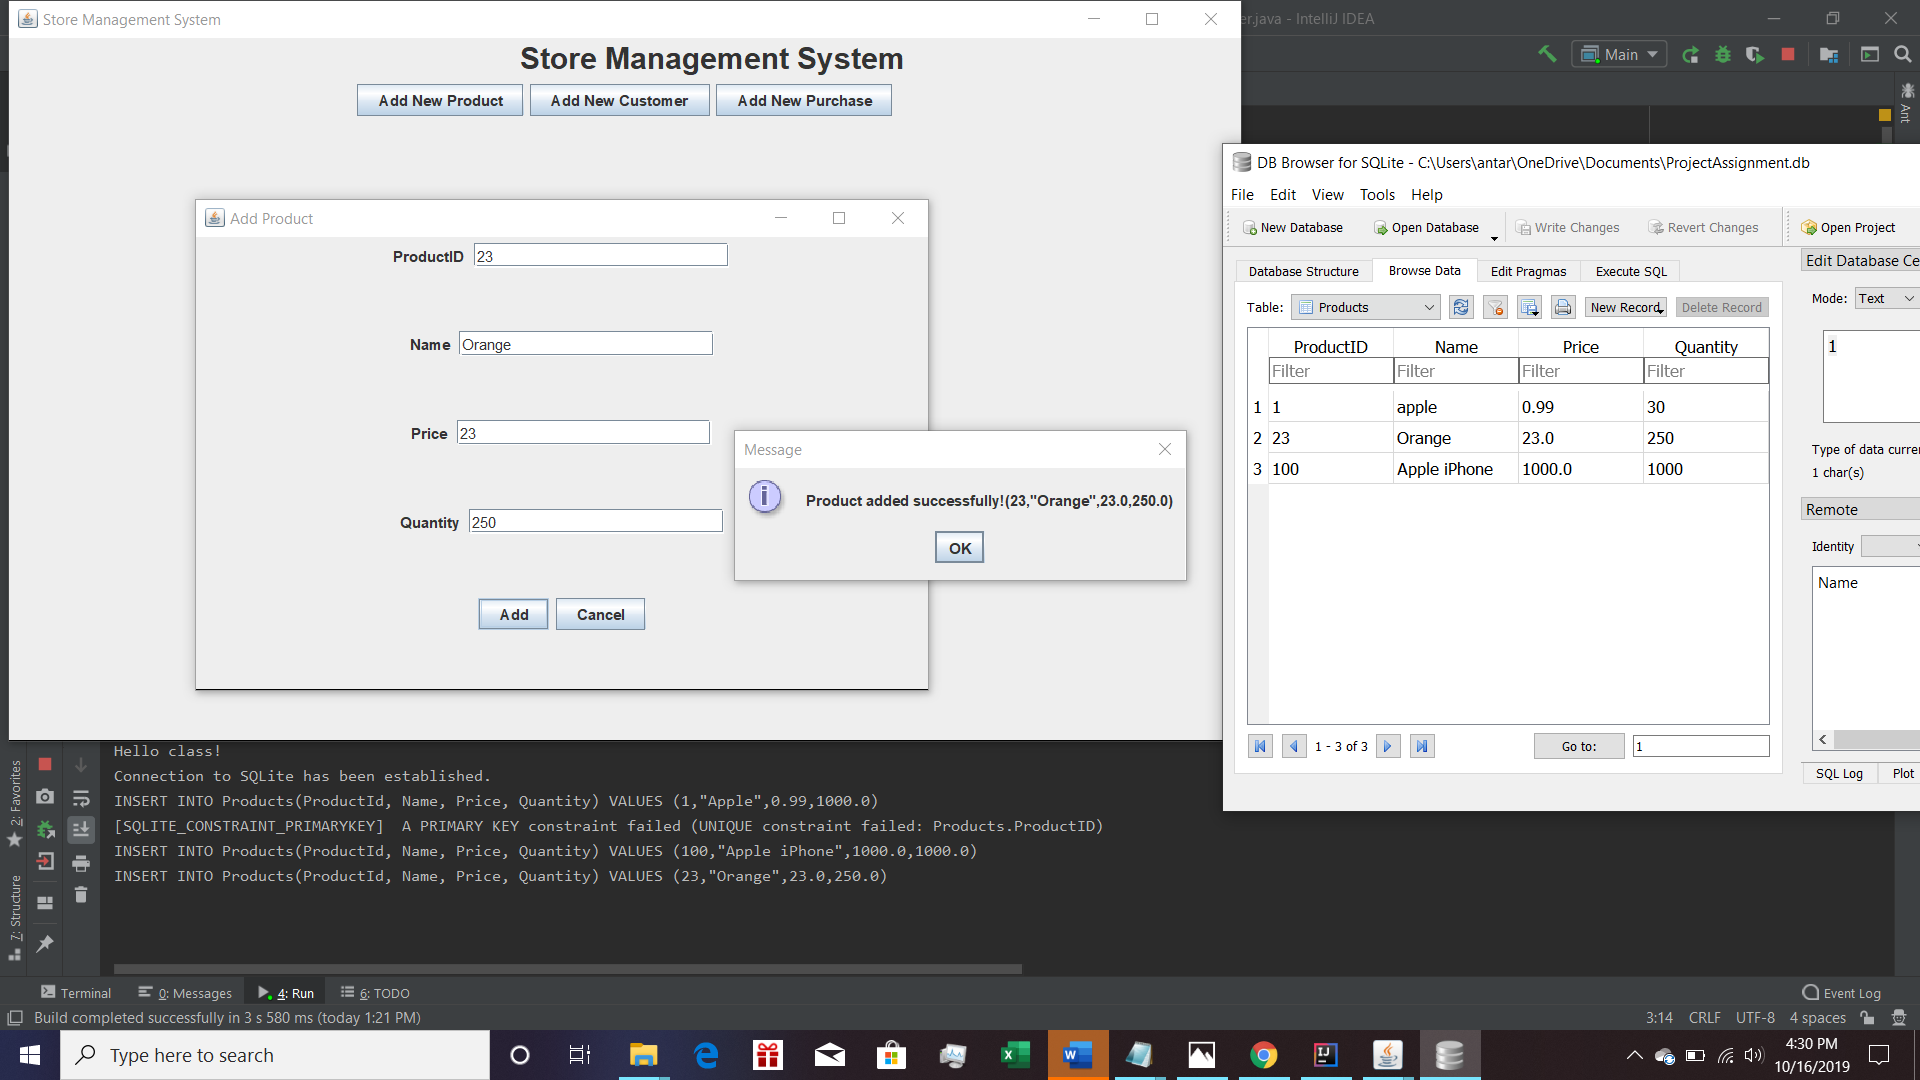 Store Management System
er.java - IntelliJ IDEA
Store Management System
Add New Product Add New Customer Add New Purchase
Main
Ant
Add Product
ProductID 23
Name Orange
Price 23
Quantity 250
Add Cancel
Message
Product added successfully!(23,"Orange",23.0,250.0)
OK
DB Browser for SQLite - C:\Users\antar\OneDrive\Documents\ProjectAssignment.db
File Edit View Tools Help
New Database Open Database Write Changes Revert Changes Open Project
Database Structure Browse Data Edit Pragmas Execute SQL
Table: Products New Record Delete Record
ProductID Name Price Quantity
Filter Filter Filter Filter
1 1 apple 0.99 30
2 23 Orange 23.0 250
3 100 Apple iPhone 1000.0 1000
1 - 3 of 3 Go to: 1
Edit Database Ce
Mode: Text
1
Type of data curre
1 char(s)
Remote
Identity
Name
SQL Log Plot
2: Favorites
7: Structure
Hello class!
Connection to SQLite has been established.
INSERT INTO Products(ProductId, Name, Price, Quantity) VALUES (1,"Apple",0.99,1000.0)
[SQLITE_CONSTRAINT_PRIMARYKEY]  A PRIMARY KEY constraint failed (UNIQUE constraint failed: Products.ProductID)
INSERT INTO Products(ProductId, Name, Price, Quantity) VALUES (100,"Apple iPhone",1000.0,1000.0)
INSERT INTO Products(ProductId, Name, Price, Quantity) VALUES (23,"Orange",23.0,250.0)
Terminal 0: Messages 4: Run 6: TODO Event Log
Build completed successfully in 3 s 580 ms (today 1:21 PM) 3:14 CRLF UTF-8 4 spaces
Type here to search
4:30 PM
10/16/2019